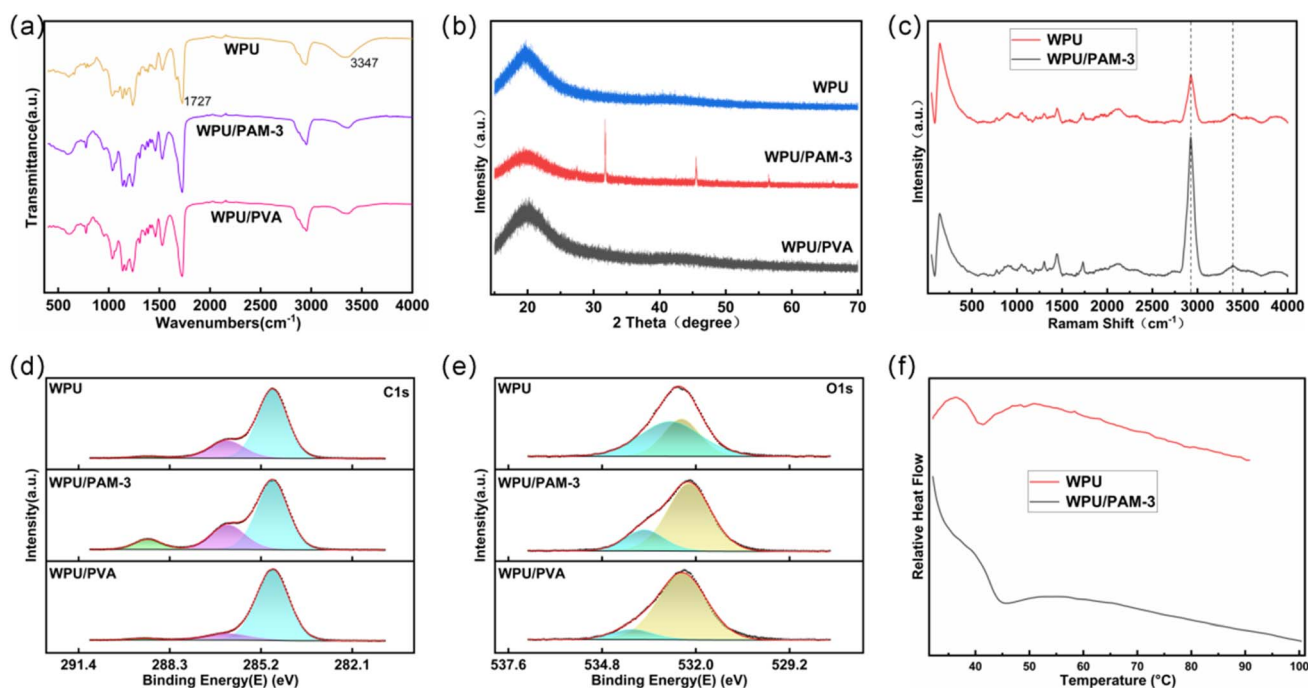 (a)
WPU
3347
1727
WPU/PAM-3
WPU/PVA
Transmittance(a.u.)
400 1000 1500 2000 2500 3000 3500 4000
Wavenumbers(cm-1)
(b)
WPU
WPU/PAM-3
WPU/PVA
Intensity (a.u.)
20 30 40 50 60 70
2 Theta（degree）
(c)
WPU
WPU/PAM-3
Intensity（a.u.）
500 1000 1500 2000 2500 3000 3500 4000
Ramam Shift（cm-1）
(d)
WPU
C1s
WPU/PAM-3
WPU/PVA
Intensity(a.u.)
291.4 288.3 285.2 282.1
Binding Energy(E) (eV)
(e)
WPU
O1s
WPU/PAM-3
WPU/PVA
Intensity(a.u.)
537.6 534.8 532.0 529.2
Binding Energy(E) (eV)
(f)
WPU
WPU/PAM-3
Relative Heat Flow
40 50 60 70 80 90 100
Temperature (°C)